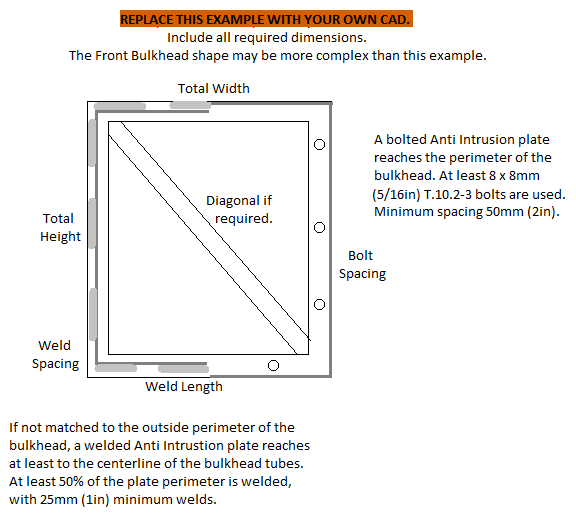 REPLACE THIS EXAMPLE WITH YOUR OWN CAD.
Include all required dimensions.
The Front Bulkhead shape may be more complex than this example.
Total Width
A bolted Anti Intrusion plate
reaches the perimeter of the
bulkhead. At least 8 x 8mm
(5/16in) T.10.2-3 bolts are used.
Minimum spacing 50mm (2in).
Diagonal if
required.
Total
Height
Bolt
Spacing
Weld
Spacing
Weld Length
If not matched to the outside perimeter of the
bulkhead, a welded Anti Intrustion plate reaches
at least to the centerline of the bulkhead tubes.
At least 50% of the plate perimeter is welded,
with 25mm (1in) minimum welds.